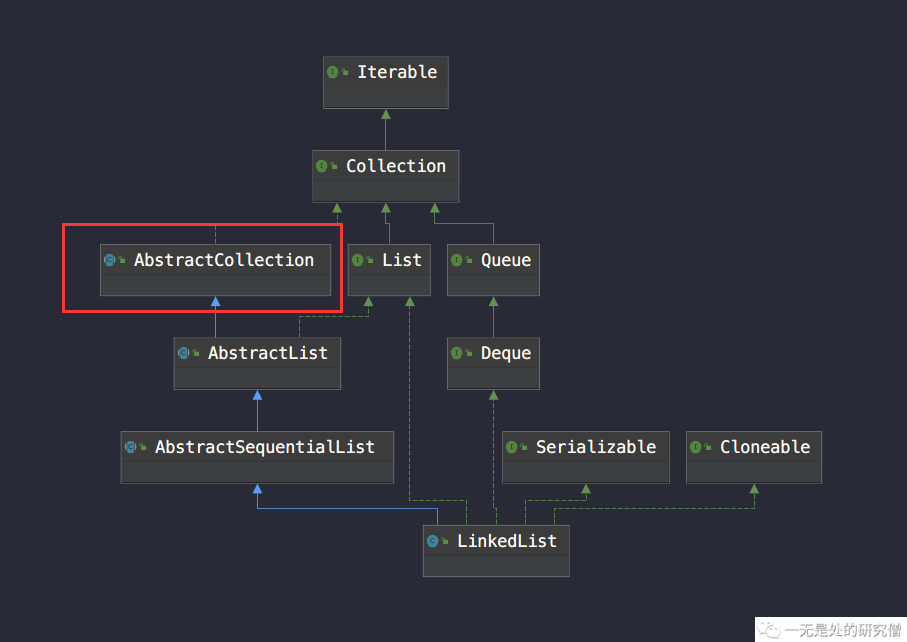 Iterable
Collection
AbstractCollection
List
Queue
AbstractList
Deque
AbstractSequentialList
Serializable
Cloneable
LinkedList
一无是处的研究僧